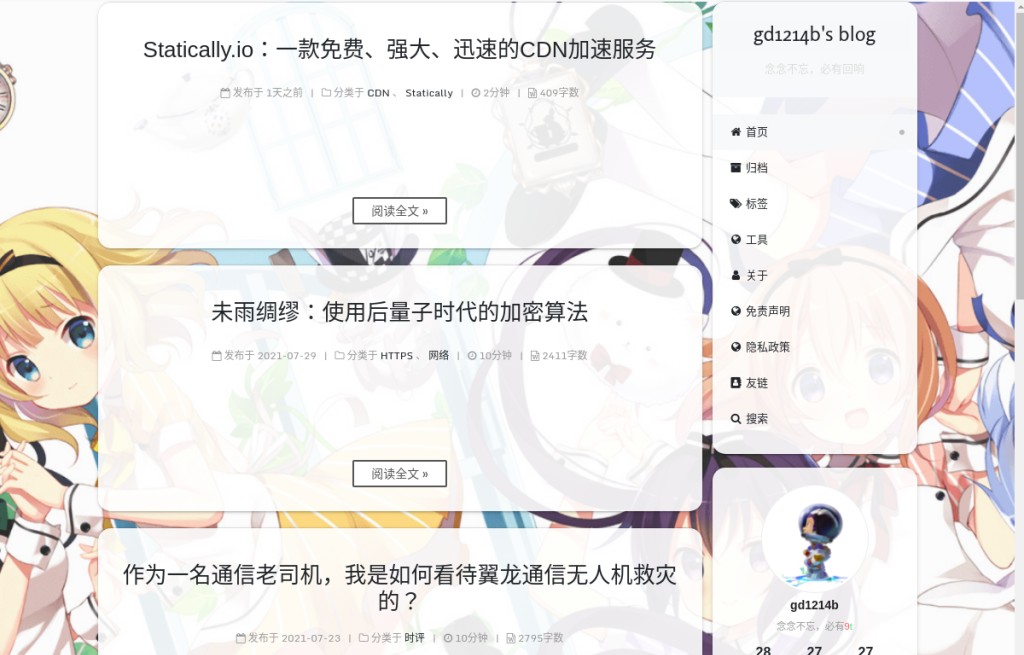 Statically.io：一款免费、强大、迅速的CDN加速服务
发布于 1天之前 | 分类于 CDN 、 Statically | 2分钟 | 409字数
阅读全文 »
未雨绸缪：使用后量子时代的加密算法
发布于 2021-07-29 | 分类于 HTTPS 、 网络 | 10分钟 | 2411字数
阅读全文 »
作为一名通信老司机，我是如何看待翼龙通信无人机救灾
的？
发布于 2021-07-23 | 分类于 时评 | 10分钟 | 2795字数
gd1214b's blog
念念不忘，必有回响
首页
归档
标签
工具
关于
免责声明
隐私政策
友链
搜索
gd1214b
念念不忘，必有9!
28 27 27